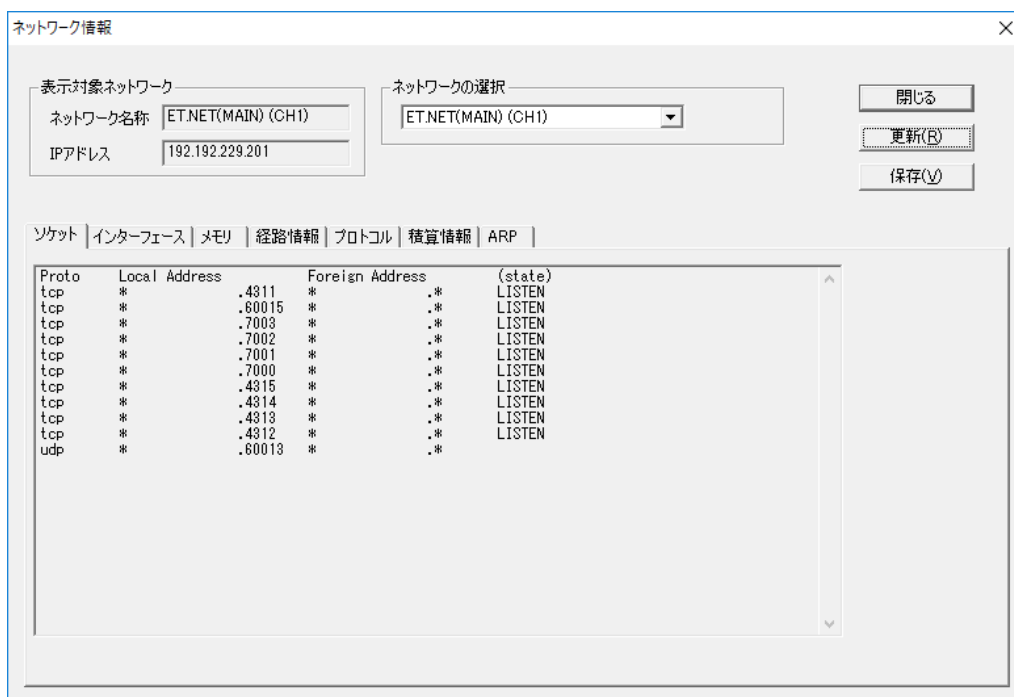 ネットワーク情報
表示対象ネットワーク
ネットワーク名称 ET.NET(MAIN) (CH1)
IPアドレス 192.192.229.201
ネットワークの選択
ET.NET(MAIN) (CH1)
閉じる
更新(R)
保存(V)
ソケット インターフェース メモリ 経路情報 プロトコル 積算情報 ARP
Proto Local Address Foreign Address (state)
tcp * .4311 * .* LISTEN
tcp * .60015 * .* LISTEN
tcp * .7003 * .* LISTEN
tcp * .7002 * .* LISTEN
tcp * .7001 * .* LISTEN
tcp * .7000 * .* LISTEN
tcp * .4315 * .* LISTEN
tcp * .4314 * .* LISTEN
tcp * .4313 * .* LISTEN
tcp * .4312 * .* LISTEN
udp * .60013 * .*